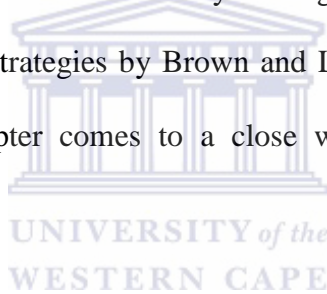 trategies by Brown and
pter comes to a close
UNIVERSITY of the
WESTERN CAPE